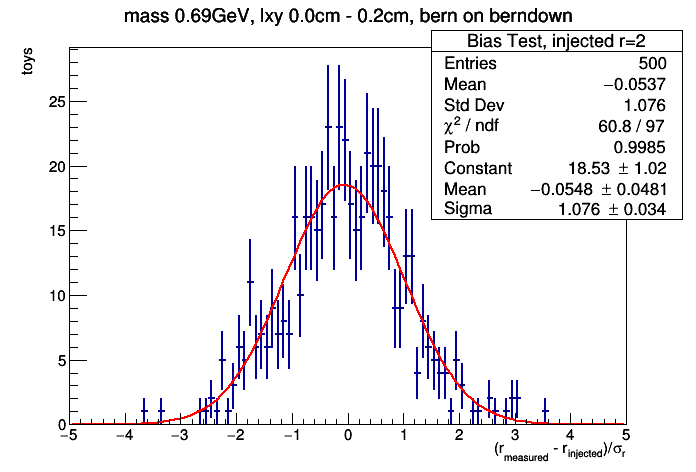 mass 0.69GeV, lxy 0.0cm - 0.2cm, bern on berndown
toys
Bias Test, injected r=2
Entries 500
Mean −0.0537
Std Dev 1.076
χ² / ndf 60.8 / 97
Prob 0.9985
Constant 18.53 ± 1.02
Mean −0.0548 ± 0.0481
Sigma 1.076 ± 0.034
25
20
15
10
5
0
−5 −4 −3 −2 −1 0 1 2 3 4 5
(r_measured - r_injected)/σ_r